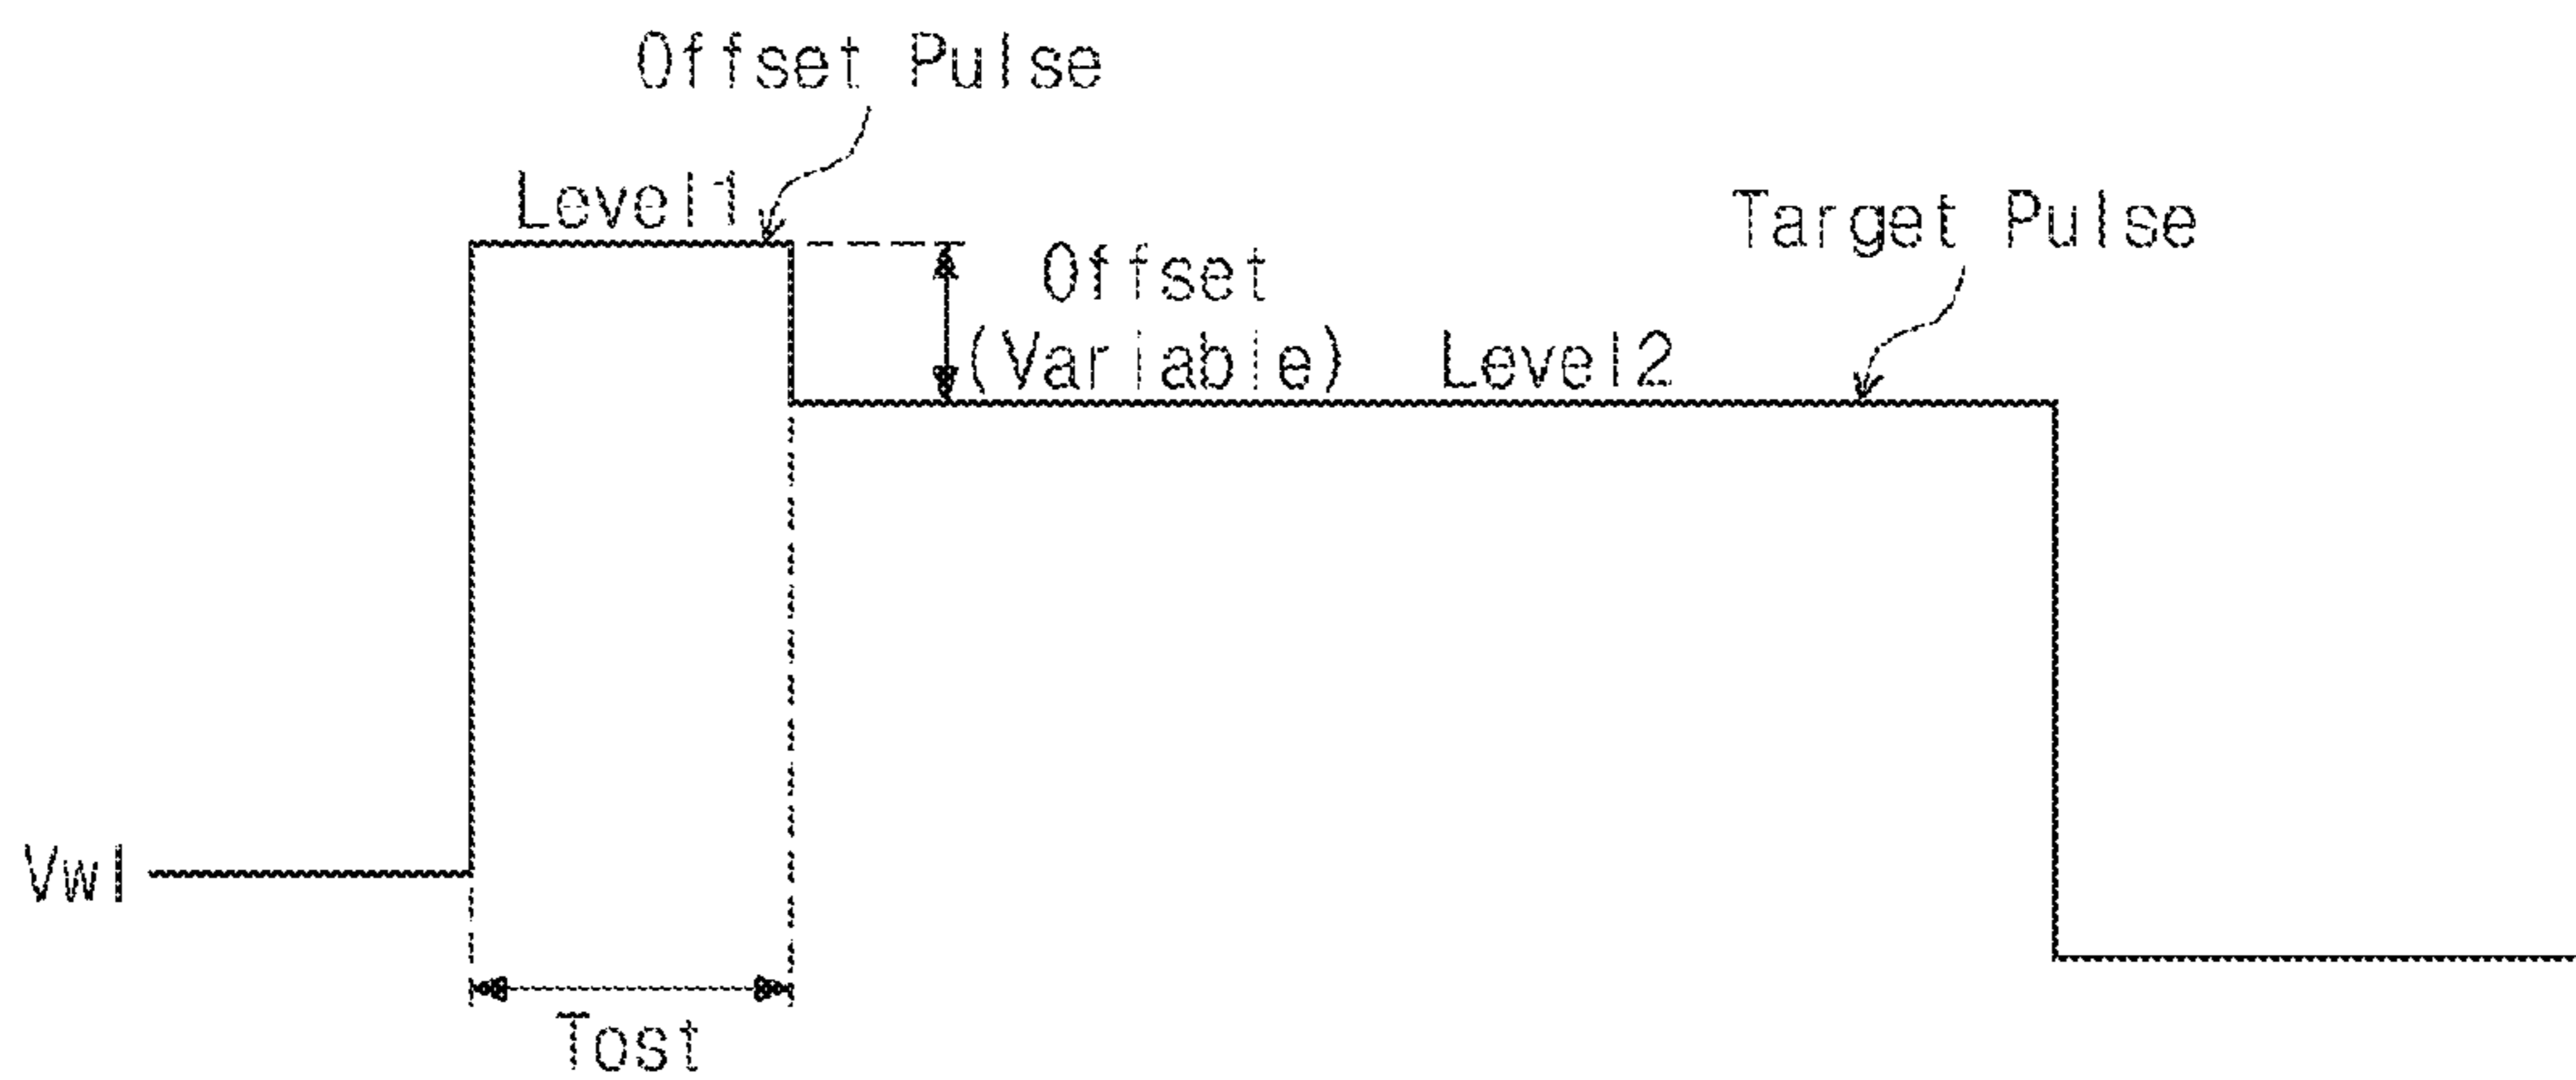 Offset Pulse
Level1
Target Pulse
Offset
(Variable)
Level2
Vwl
Tost